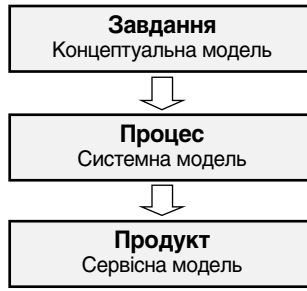 Завдання
Концептуальна модель
Процес
Системна модель
Продукт
Сервісна модель